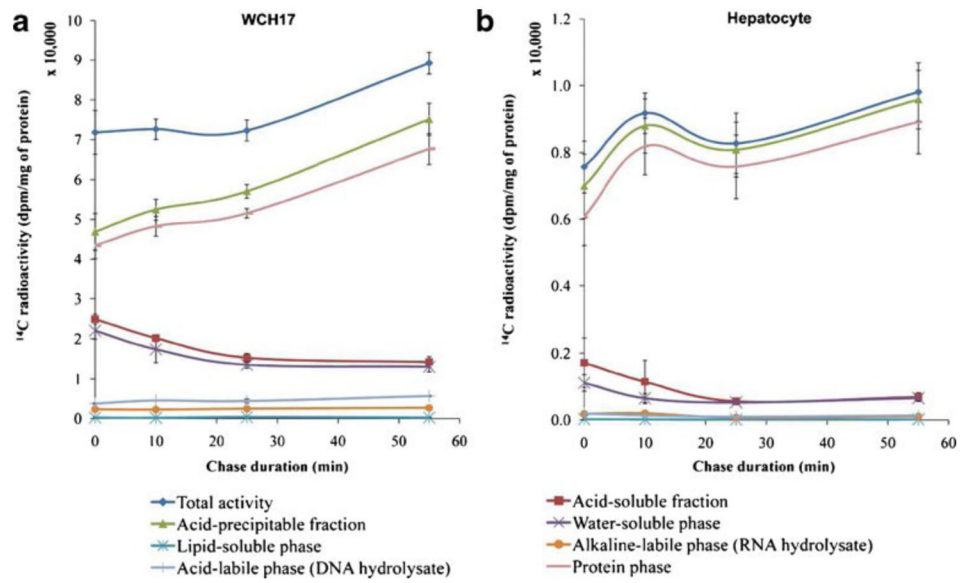 a
WCH17
x 10,000
10
9
8
7
6
5
4
3
2
1
0
¹⁴C radioactivity (dpm/mg of protein)
0 10 20 30 40 50 60
Chase duration (min)
b
Hepatocyte
x 10,000
1.2
1.0
0.8
0.6
0.4
0.2
0.0
¹⁴C radioactivity (dpm/mg of protein)
0 10 20 30 40 50 60
Chase duration (min)
Total activity
Acid-precipitable fraction
Lipid-soluble phase
Acid-labile phase (DNA hydrolysate)
Acid-soluble fraction
Water-soluble phase
Alkaline-labile phase (RNA hydrolysate)
Protein phase